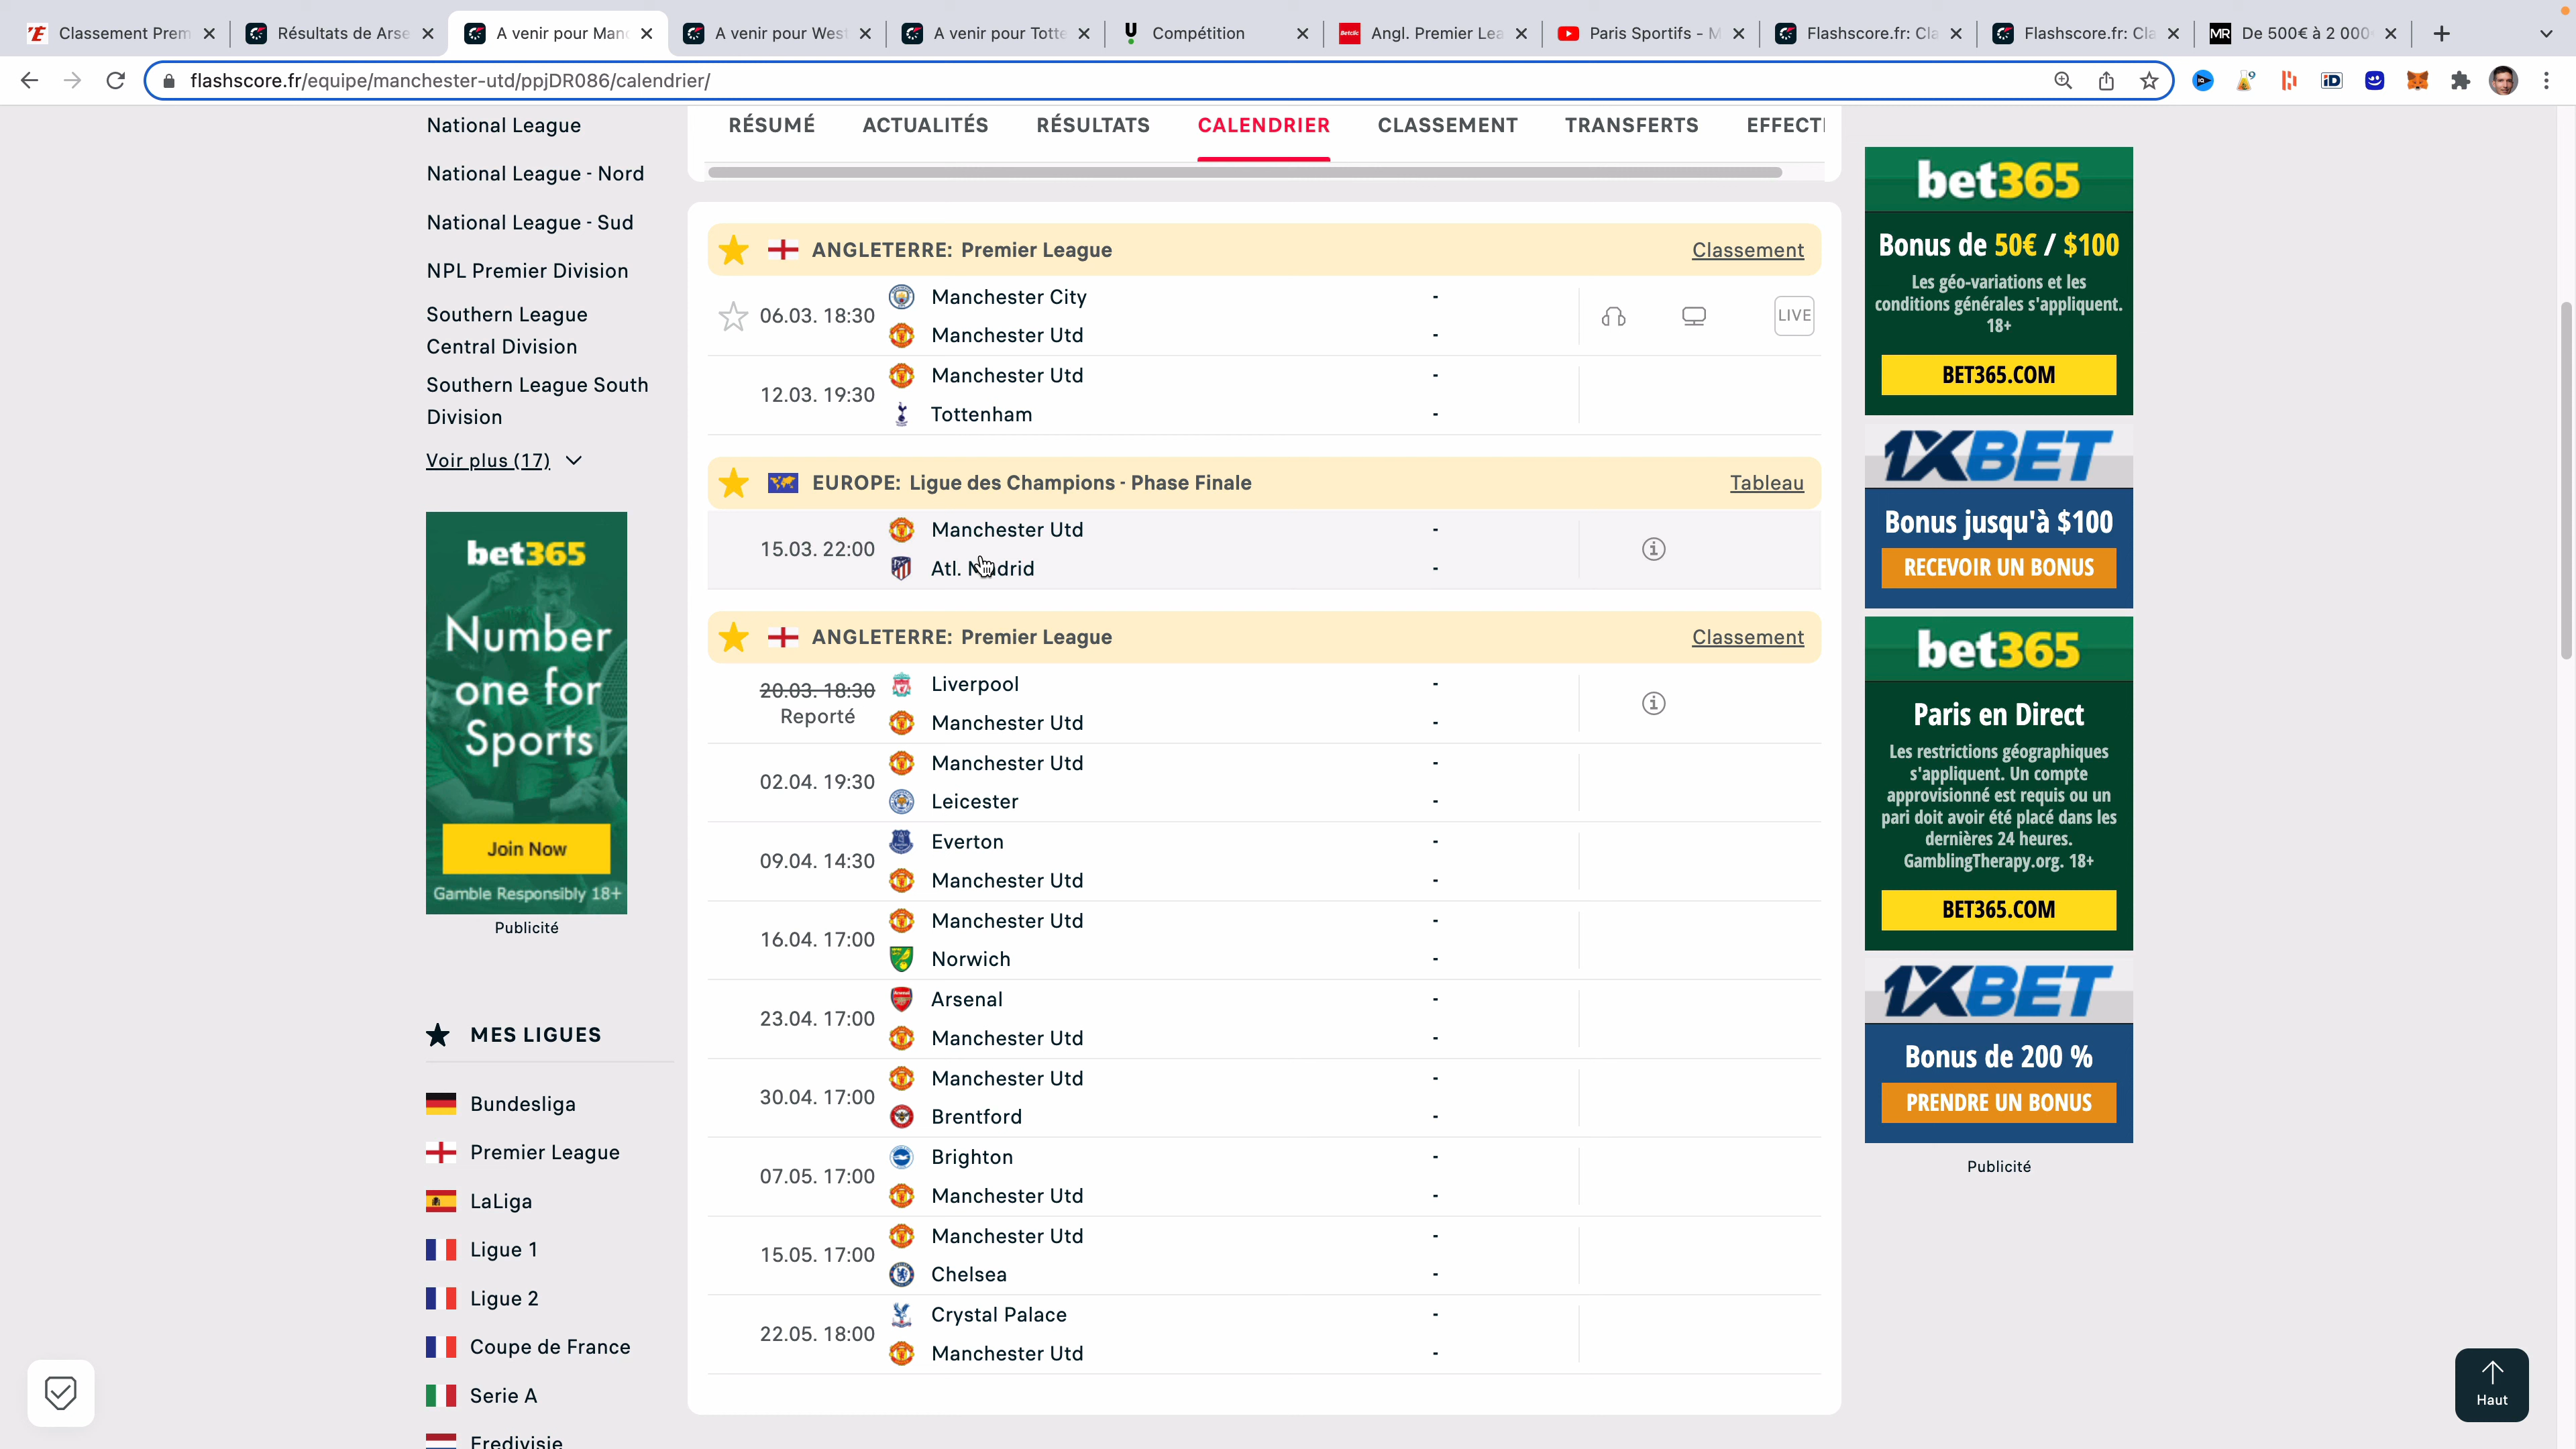 Classement Prem
Résultats de Arse
A venir pour Man
A venir pour West
A venir pour Totte
Compétition
Angl. Premier Lea
Paris Sportifs - M
Flashscore.fr: Cla
Flashscore.fr: Cla
De 500€ à 2 000
flashscore.fr/equipe/manchester-utd/ppjDR086/calendrier/
National League
National League - Nord
National League - Sud
NPL Premier Division
Southern League
Central Division
Southern League South
Division
Voir plus (17)
bet365
Number
one for
Sports
Join Now
Gamble Responsibly 18+
Publicité
MES LIGUES
Bundesliga
Premier League
LaLiga
Ligue 1
Ligue 2
Coupe de France
Serie A
Eredivisie
RÉSUMÉ ACTUALITÉS RÉSULTATS CALENDRIER CLASSEMENT TRANSFERTS EFFECTI
ANGLETERRE: Premier League Classement
06.03. 18:30
Manchester City -
Manchester Utd -
LIVE
12.03. 19:30
Manchester Utd -
Tottenham -
EUROPE: Ligue des Champions - Phase Finale Tableau
15.03. 22:00
Manchester Utd -
Atl. Madrid -
ANGLETERRE: Premier League Classement
20.03. 18:30
Reporté
Liverpool -
Manchester Utd -
02.04. 19:30
Manchester Utd -
Leicester -
09.04. 14:30
Everton -
Manchester Utd -
16.04. 17:00
Manchester Utd -
Norwich -
23.04. 17:00
Arsenal -
Manchester Utd -
30.04. 17:00
Manchester Utd -
Brentford -
07.05. 17:00
Brighton -
Manchester Utd -
15.05. 17:00
Manchester Utd -
Chelsea -
22.05. 18:00
Crystal Palace -
Manchester Utd -
bet365
Bonus de 50€ / $100
Les géo-variations et les
conditions générales s'appliquent.
18+
BET365.COM
1XBET
Bonus jusqu'à $100
RECEVOIR UN BONUS
bet365
Paris en Direct
Les restrictions géographiques
s'appliquent. Un compte
approvisionné est requis ou un
pari doit avoir été placé dans les
dernières 24 heures.
GamblingTherapy.org. 18+
BET365.COM
1XBET
Bonus de 200 %
PRENDRE UN BONUS
Publicité
Haut